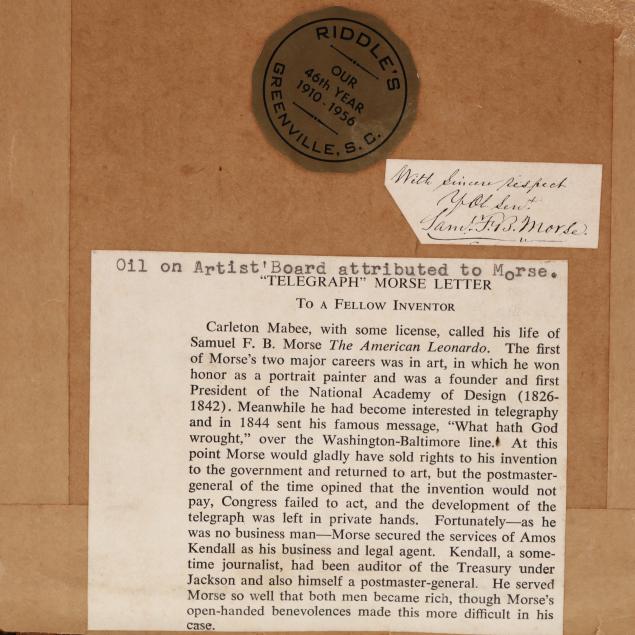 RIDDLE'S
OUR
46th YEAR
1910-1956
GREENVILLE, S. C.
With Sincere respect
Y Ob Servt
Saml. F. B. Morse.
Oil on Artist'Board attributed to Morse.
"TELEGRAPH" MORSE LETTER
TO A FELLOW INVENTOR
Carleton Mabee, with some license, called his life of
Samuel F. B. Morse The American Leonardo. The first
of Morse's two major careers was in art, in which he won
honor as a portrait painter and was a founder and first
President of the National Academy of Design (1826-
1842). Meanwhile he had become interested in telegraphy
and in 1844 sent his famous message, "What hath God
wrought," over the Washington-Baltimore line. At this
point Morse would gladly have sold rights to his invention
to the government and returned to art, but the postmaster-
general of the time opined that the invention would not
pay, Congress failed to act, and the development of the
telegraph was left in private hands. Fortunately—as he
was no business man—Morse secured the services of Amos
Kendall as his business and legal agent. Kendall, a some-
time journalist, had been auditor of the Treasury under
Jackson and also himself a postmaster-general. He served
Morse so well that both men became rich, though Morse's
open-handed benevolences made this more difficult in his
case.